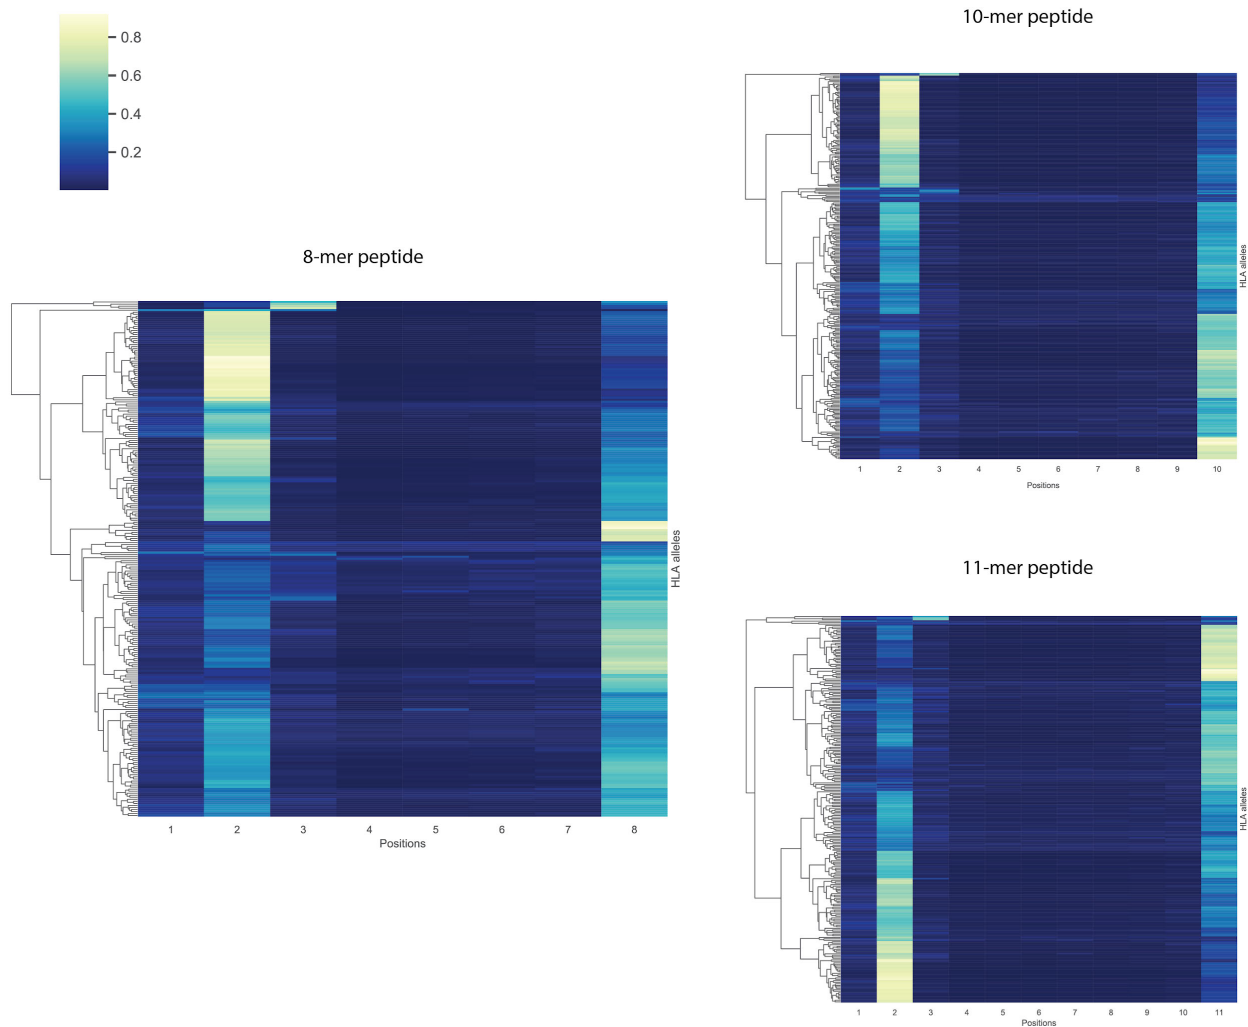 0.8
0.6
0.4
0.2
8-mer peptide
HLA alleles
1 2 3 4 5 6 7 8
Positions
10-mer peptide
HLA alleles
1 2 3 4 5 6 7 8 9 10
Positions
11-mer peptide
HLA alleles
1 2 3 4 5 6 7 8 9 10 11
Positions